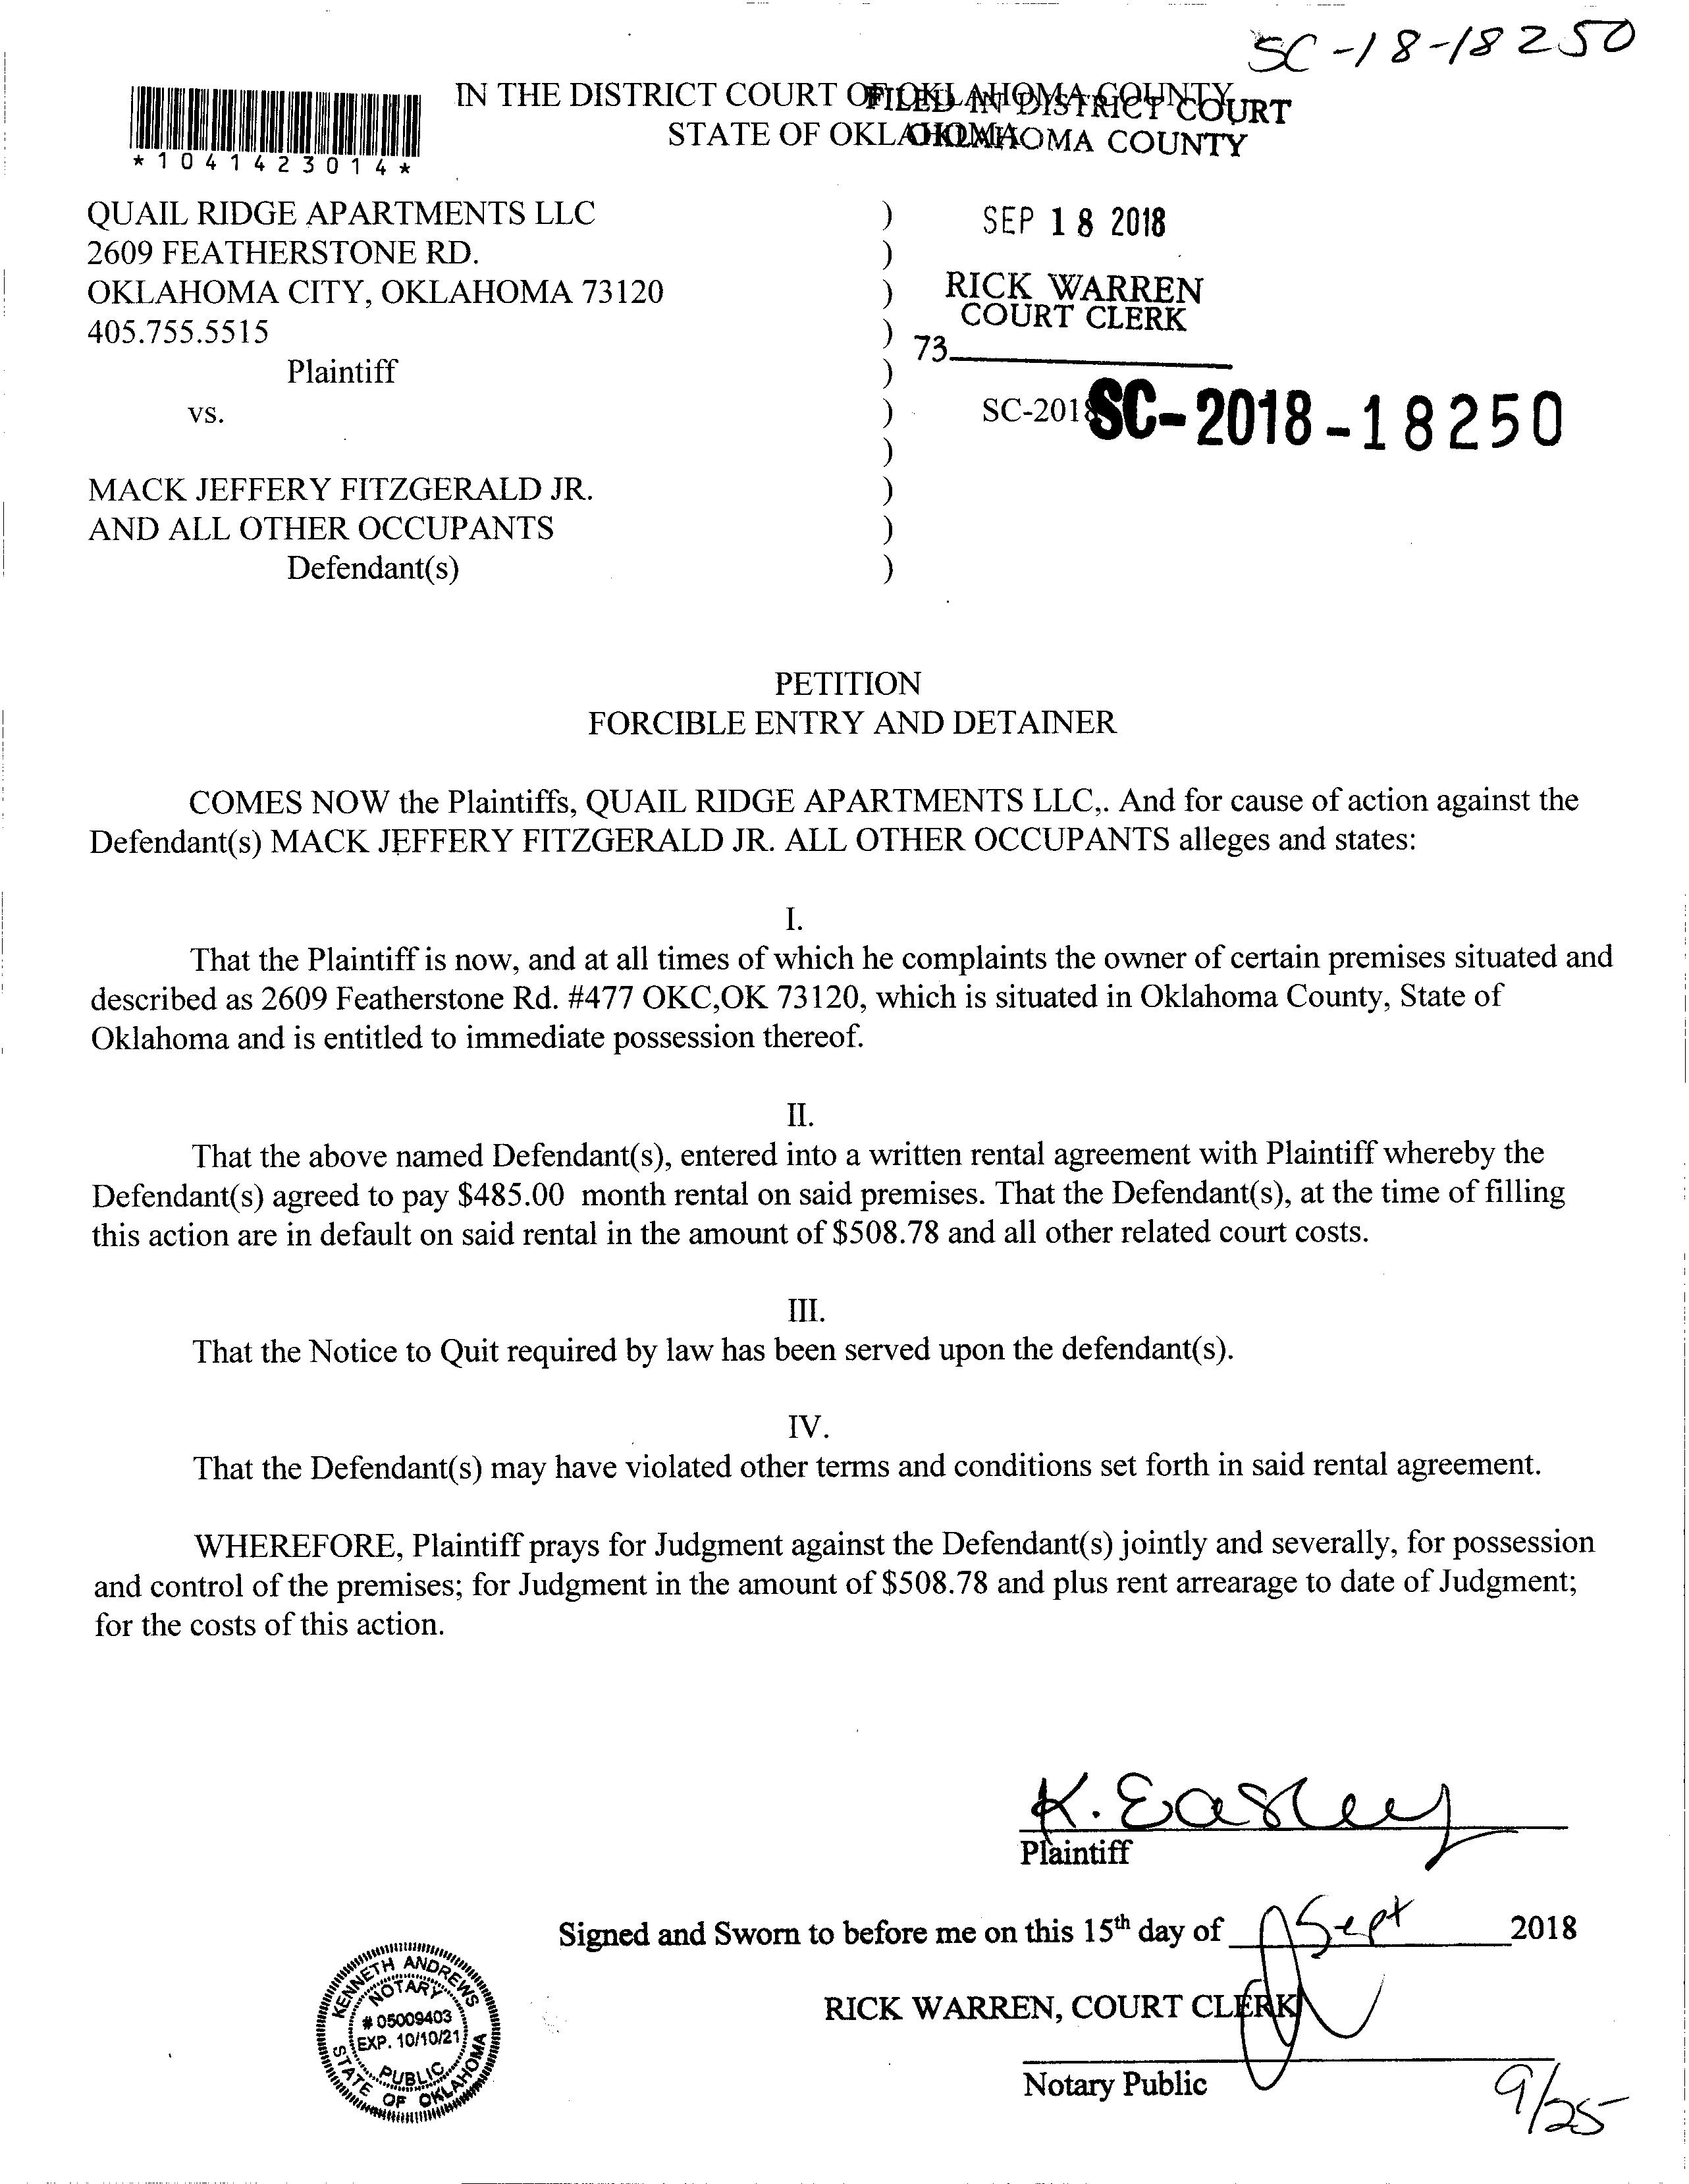 SC-18-18250
IN THE DISTRICT COURT OF OKLAHOMA COUNTY
STATE OF OKLAHOMA
FILED IN DISTRICT COURT
OKLAHOMA COUNTY
*1041423014*
QUAIL RIDGE APARTMENTS LLC )
2609 FEATHERSTONE RD. )
OKLAHOMA CITY, OKLAHOMA 73120 )
405.755.5515 )
Plaintiff )
vs. )
)
MACK JEFFERY FITZGERALD JR. )
AND ALL OTHER OCCUPANTS )
Defendant(s) )
SEP 18 2018
RICK WARREN
COURT CLERK
73
SC-2018 SC-2018-18250
PETITION
FORCIBLE ENTRY AND DETAINER
COMES NOW the Plaintiffs, QUAIL RIDGE APARTMENTS LLC,. And for cause of action against the
Defendant(s) MACK JEFFERY FITZGERALD JR. ALL OTHER OCCUPANTS alleges and states:
I.
That the Plaintiff is now, and at all times of which he complaints the owner of certain premises situated and
described as 2609 Featherstone Rd. #477 OKC,OK 73120, which is situated in Oklahoma County, State of
Oklahoma and is entitled to immediate possession thereof.
II.
That the above named Defendant(s), entered into a written rental agreement with Plaintiff whereby the
Defendant(s) agreed to pay $485.00 month rental on said premises. That the Defendant(s), at the time of filling
this action are in default on said rental in the amount of $508.78 and all other related court costs.
III.
That the Notice to Quit required by law has been served upon the defendant(s).
IV.
That the Defendant(s) may have violated other terms and conditions set forth in said rental agreement.
WHEREFORE, Plaintiff prays for Judgment against the Defendant(s) jointly and severally, for possession
and control of the premises; for Judgment in the amount of $508.78 and plus rent arrearage to date of Judgment;
for the costs of this action.
K. Easley
Plaintiff
Signed and Sworn to before me on this 15th day of Sept 2018
RICK WARREN, COURT CLERK
Notary Public
9/25
KENNETH ANDREWS
NOTARY
# 05009403
EXP. 10/10/21
PUBLIC
STATE OF OKLAHOMA